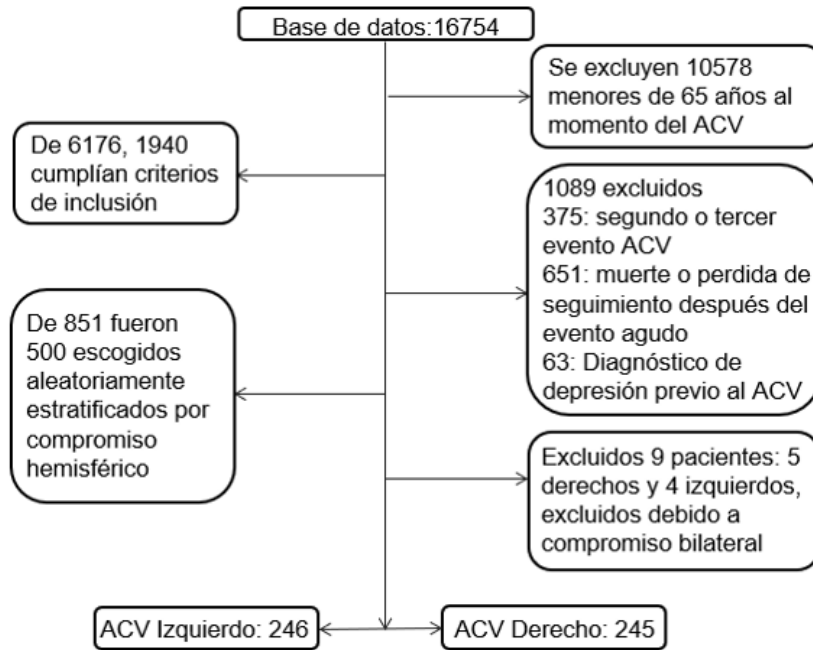 Base de datos:16754
Se excluyen 10578
menores de 65 años al
momento del ACV
De 6176, 1940
cumplían criterios
de inclusión
1089 excluidos
375: segundo o tercer
evento ACV
651: muerte o perdida de
seguimiento después del
evento agudo
63: Diagnóstico de
depresión previo al ACV
De 851 fueron
500 escogidos
aleatoriamente
estratificados por
compromiso
hemisférico
Excluidos 9 pacientes: 5
derechos y 4 izquierdos,
excluidos debido a
compromiso bilateral
ACV Izquierdo: 246
ACV Derecho: 245